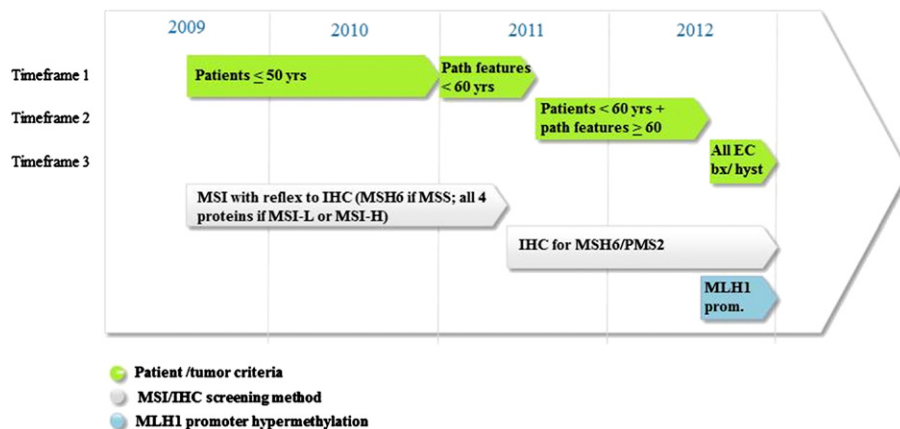 2009
2010
2011
2012
Timeframe 1
Patients ≤ 50 yrs
Path features
< 60 yrs
Timeframe 2
Patients < 60 yrs +
path features ≥ 60
Timeframe 3
All EC
bx/ hyst
MSI with reflex to IHC (MSH6 if MSS; all 4
proteins if MSI-L or MSI-H)
IHC for MSH6/PMS2
MLH1
prom.
Patient /tumor criteria
MSI/IHC screening method
MLH1 promoter hypermethylation